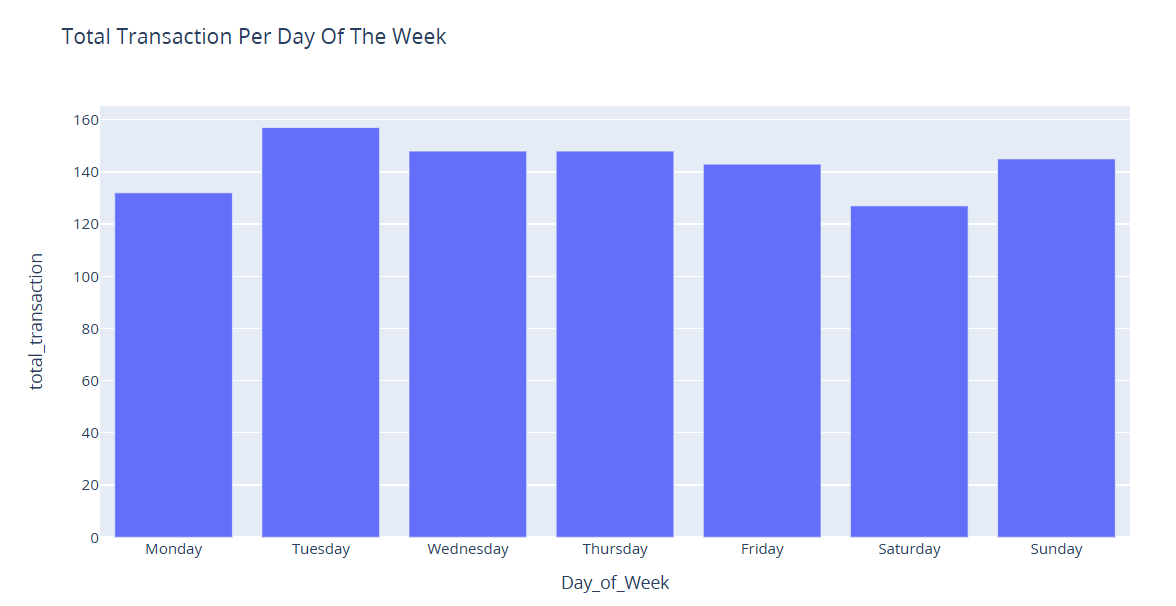 Total Transaction Per Day Of The Week
160
140
120
100
80
60
40
20
0
total_transaction
Monday Tuesday Wednesday Thursday Friday Saturday Sunday
Day_of_Week